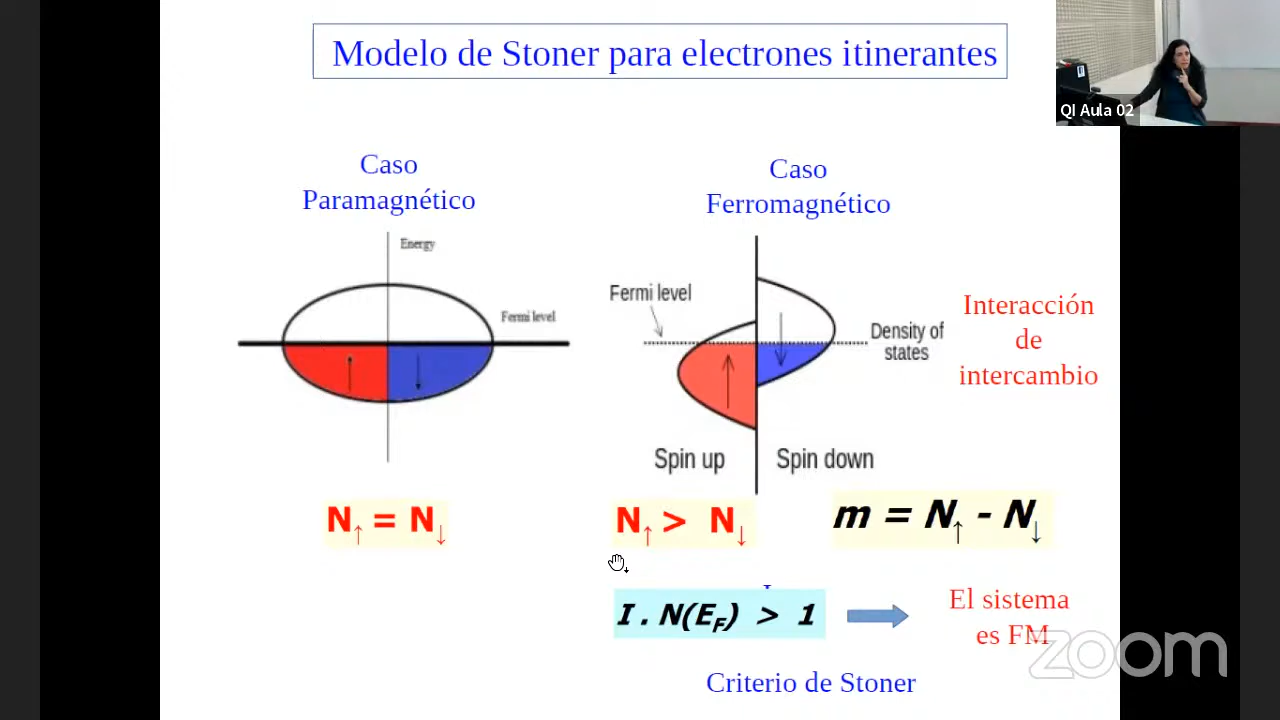 Modelo de Stoner para electrones itinerantes
QI Aula 02
Caso
Paramagnético
Energy
Fermi level
N↑ = N↓
Caso
Ferromagnético
Fermi level
Density of
states
Spin up
Spin down
Interacción
de
intercambio
N↑ > N↓
m = N↑ - N↓
I . N(EF) > 1
El sistema
es FM
Criterio de Stoner
zoom